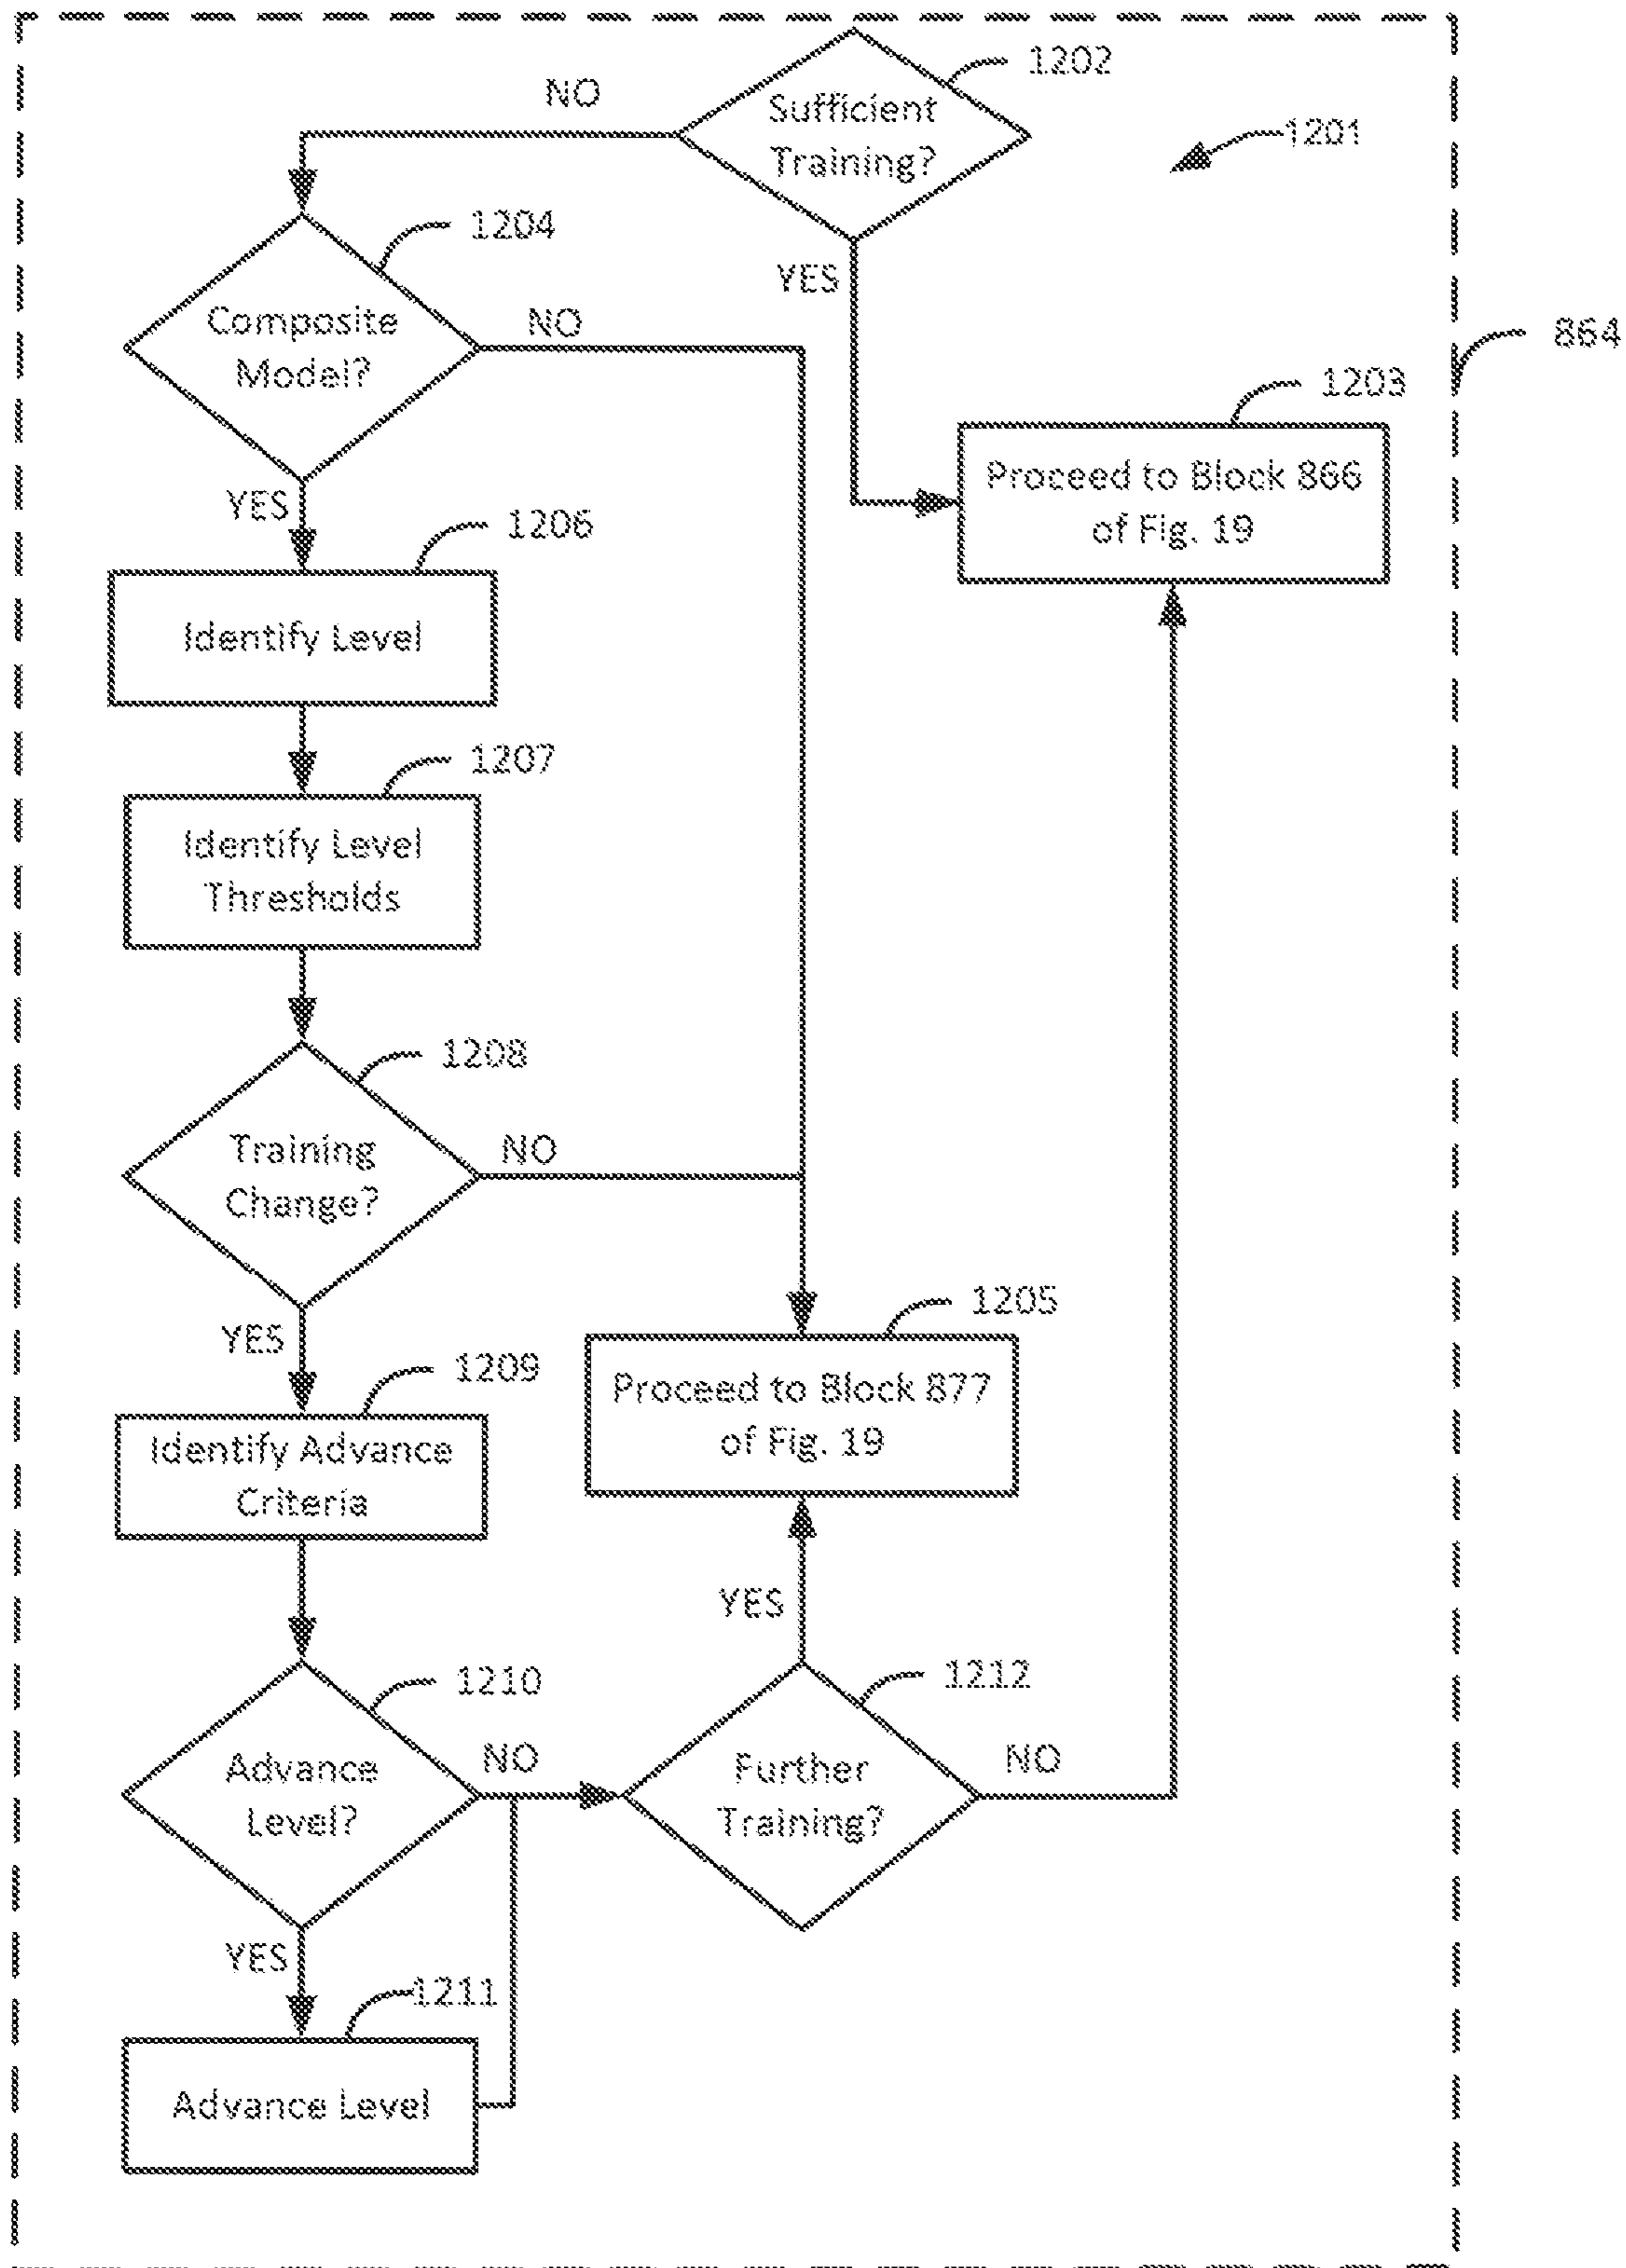 1202
NO
Sufficient
Training?
1201
1204
YES
Composite
Model?
NO
864
1203
Proceed to Block 866
of Fig. 19
YES
1206
Identify Level
1207
Identify Level
Thresholds
1208
Training
Change?
NO
1205
YES
1209
Proceed to Block 877
of Fig. 19
Identify Advance
Criteria
YES
1210
1212
Advance
Level?
NO
Further
Training?
NO
YES
1211
Advance Level